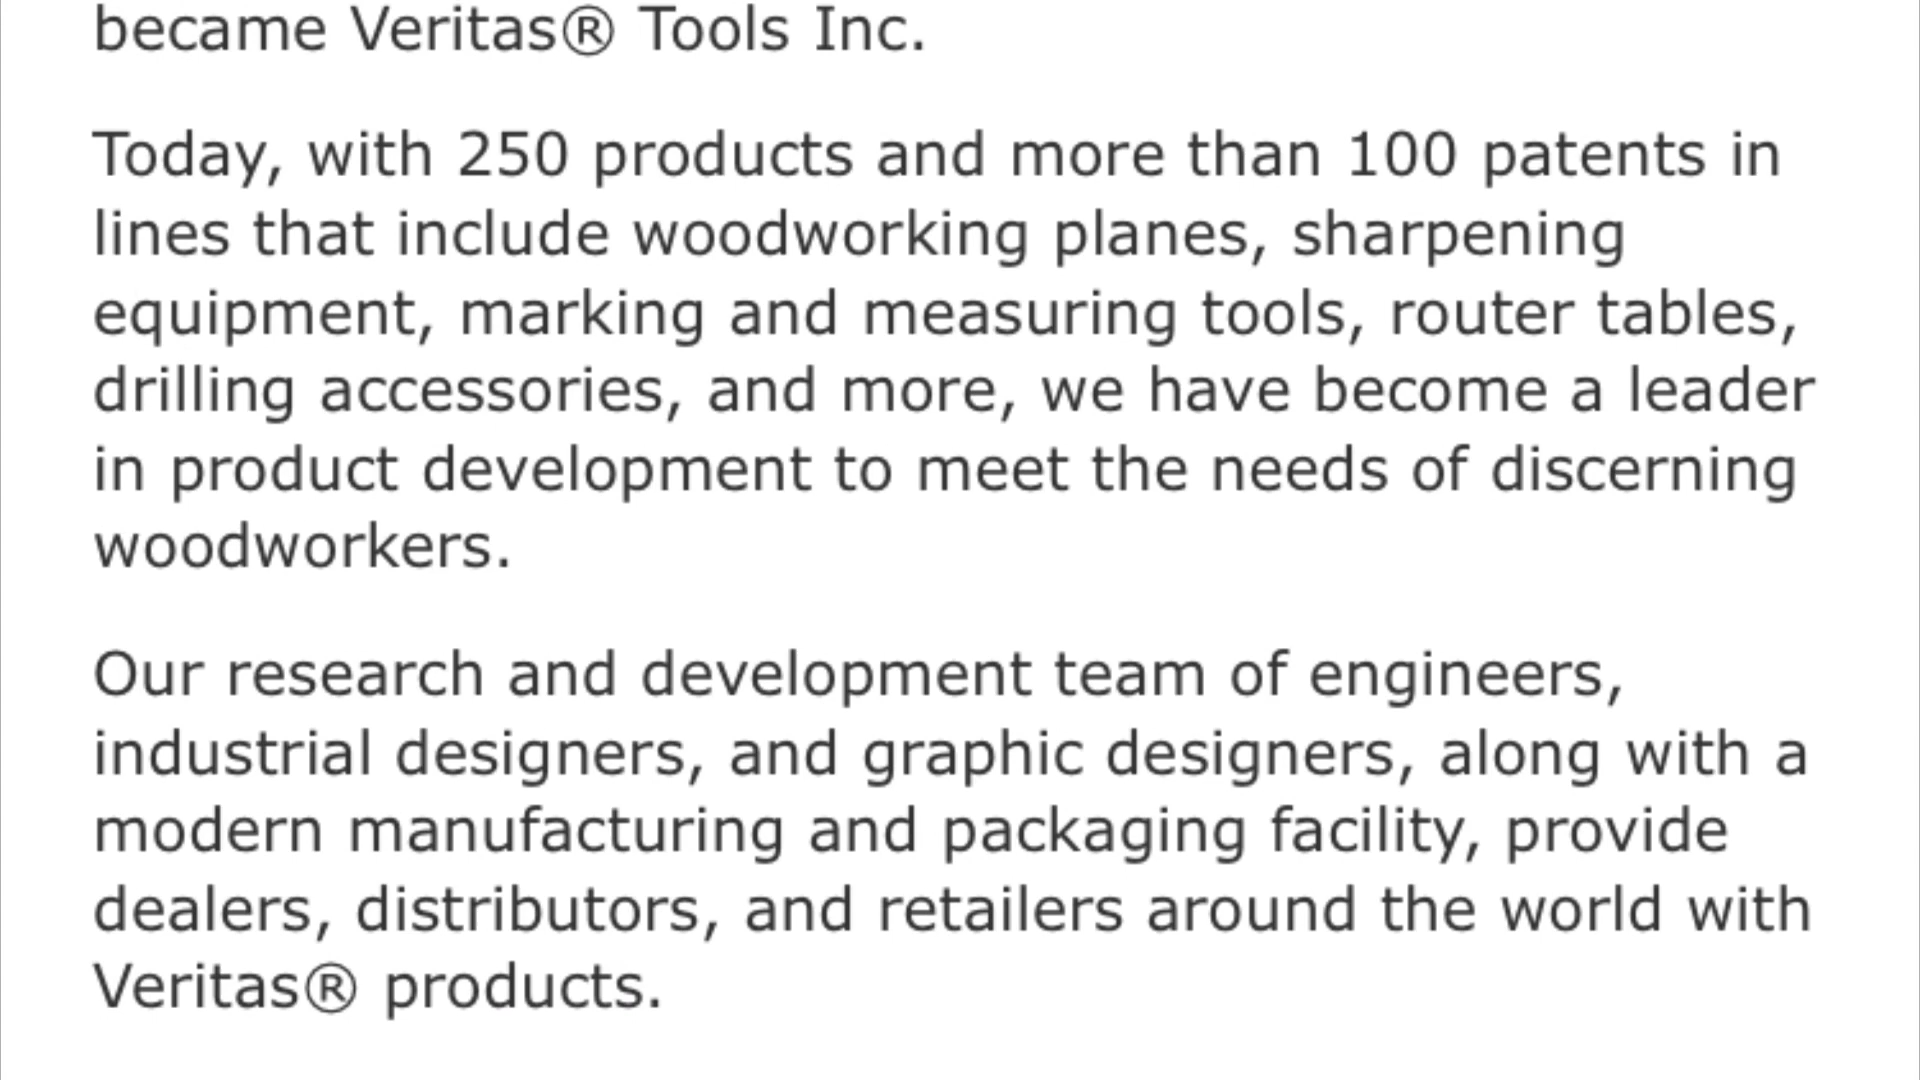 became Veritas® Tools Inc.
Today, with 250 products and more than 100 patents in
lines that include woodworking planes, sharpening
equipment, marking and measuring tools, router tables,
drilling accessories, and more, we have become a leader
in product development to meet the needs of discerning
woodworkers.
Our research and development team of engineers,
industrial designers, and graphic designers, along with a
modern manufacturing and packaging facility, provide
dealers, distributors, and retailers around the world with
Veritas® products.